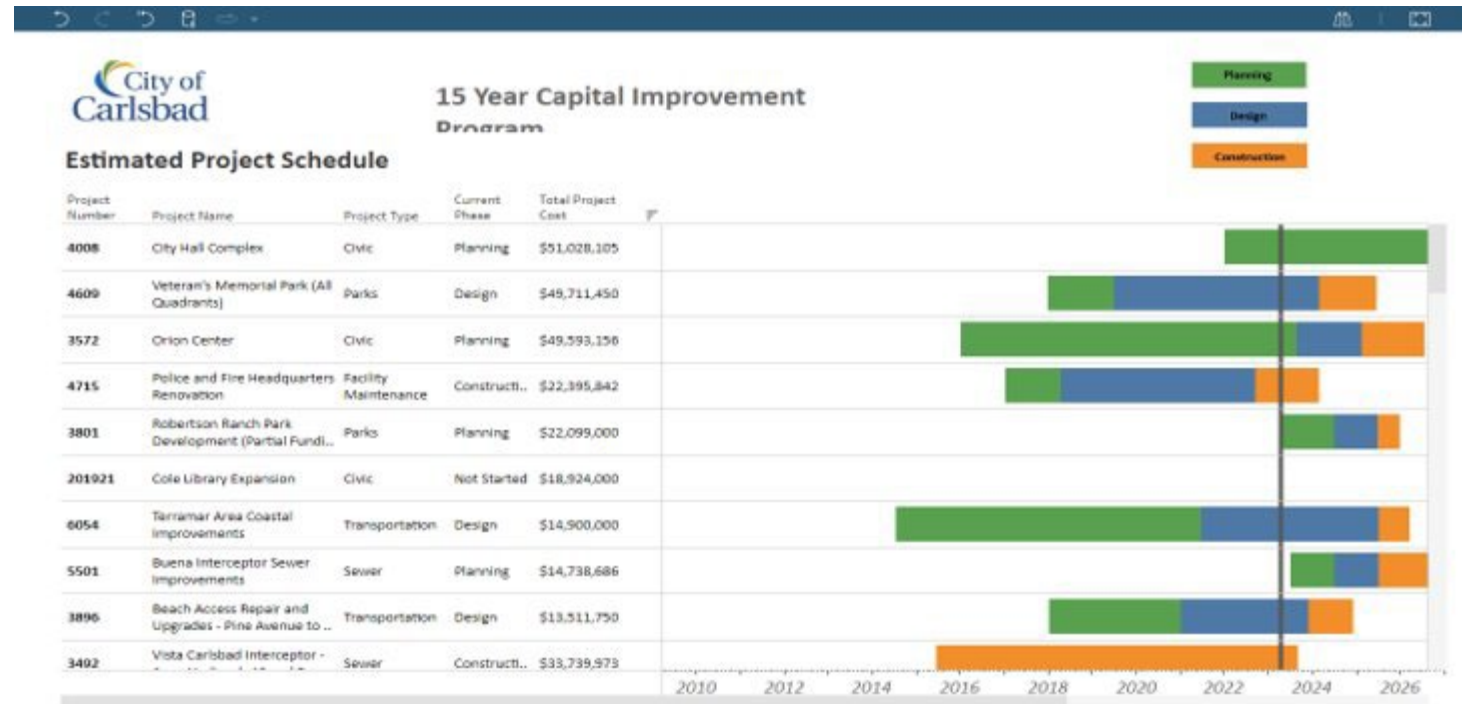 City of
Carlsbad
15 Year Capital Improvement
Program
Planning
Design
Construction
Estimated Project Schedule
Project
Number
Project Name
Project Type
Current
Phase
Total Project
Cost
4008 City Hall Complex Civic Planning $51,028,105
4609 Veteran's Memorial Park (All
Quadrants) Parks Design $49,711,450
3572 Orion Center Civic Planning $49,593,156
4715 Police and Fire Headquarters
Renovation Facility
Maintenance Constructi.. $22,395,842
3801 Robertson Ranch Park
Development (Partial Fundi.. Parks Planning $22,099,000
201921 Cole Library Expansion Civic Not Started $18,924,000
6054 Terramar Area Coastal
Improvements Transportation Design $14,900,000
5501 Buena Interceptor Sewer
Improvements Sewer Planning $14,738,686
3896 Beach Access Repair and
Upgrades - Pine Avenue to .. Transportation Design $13,511,750
3492 Vista Carlsbad Interceptor -
Sewer Constructi.. $33,739,973
2010 2012 2014 2016 2018 2020 2022 2024 2026